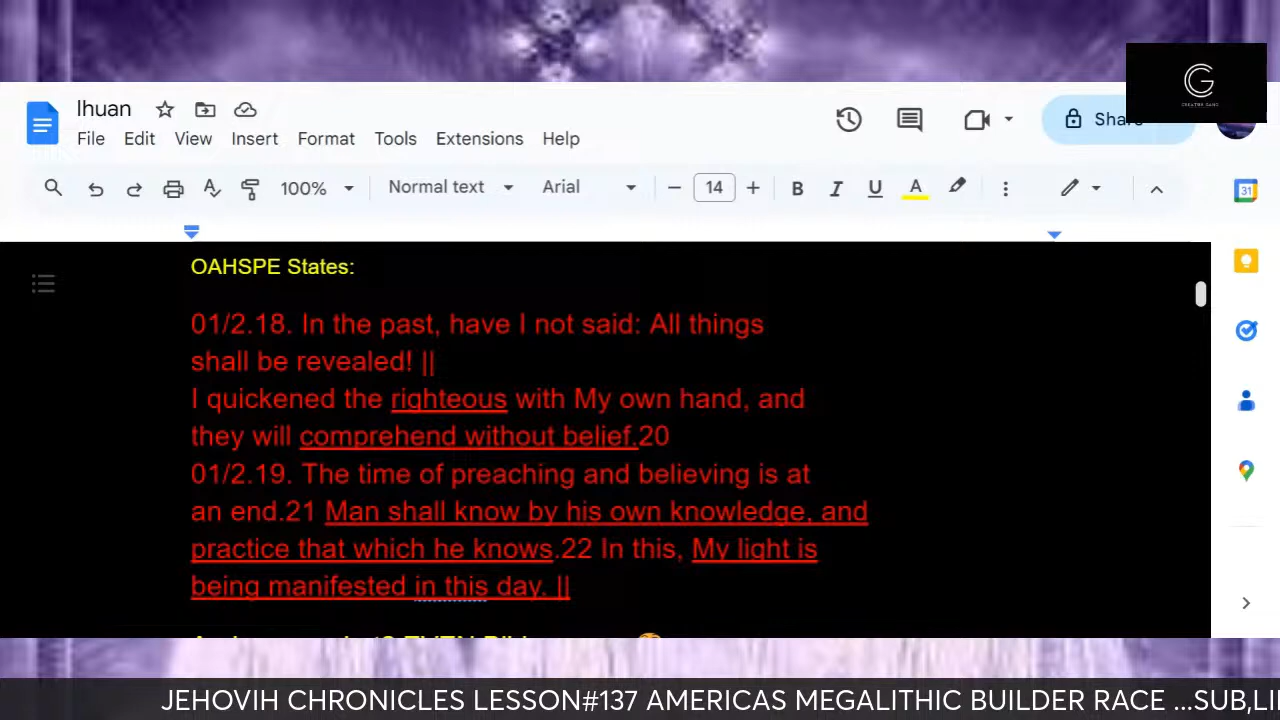 Ihuan
File Edit View Insert Format Tools Extensions Help
100% Normal text Arial 14 B I U A
31
OAHSPE States:
01/2.18. In the past, have I not said: All things
shall be revealed! ||
I quickened the righteous with My own hand, and
they will comprehend without belief.20
01/2.19. The time of preaching and believing is at
an end.21 Man shall know by his own knowledge, and
practice that which he knows.22 In this, My light is
being manifested in this day. ||
JEHOVIH CHRONICLES LESSON#137 AMERICAS MEGALITHIC BUILDER RACE ...SUB,LI